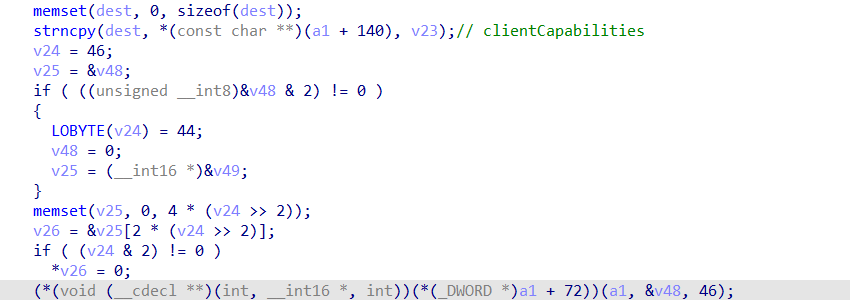 memset(dest, 0, sizeof(dest));
strncpy(dest, *(const char **)(a1 + 140), v23);// clientCapabilities
v24 = 46;
v25 = &v48;
if ( ((unsigned __int8)&v48 & 2) != 0 )
{
LOBYTE(v24) = 44;
v48 = 0;
v25 = (__int16 *)&v49;
}
memset(v25, 0, 4 * (v24 >> 2));
v26 = &v25[2 * (v24 >> 2)];
if ( (v24 & 2) != 0 )
*v26 = 0;
(*(void (__cdecl **)(int, __int16 *, int))(*(_DWORD *)a1 + 72))(a1, &v48, 46);